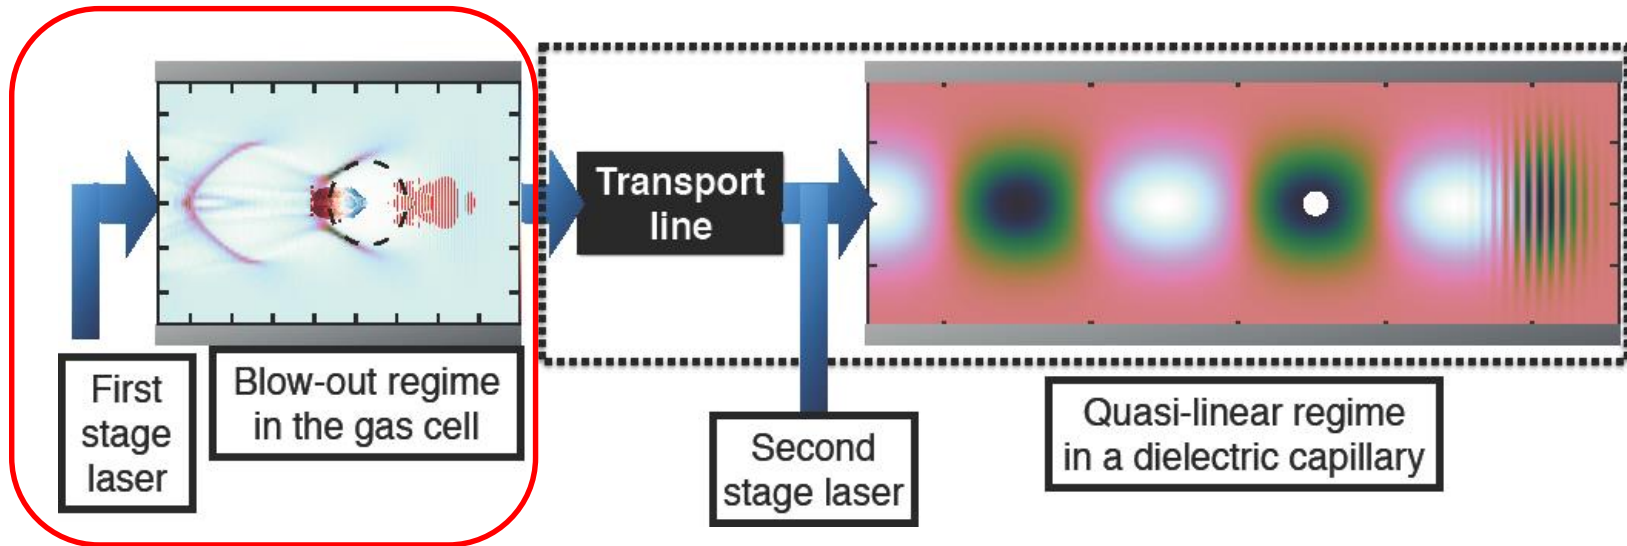 Transport
line
First
stage
laser
Blow-out regime
in the gas cell
Second
stage laser
Quasi-linear regime
in a dielectric capillary